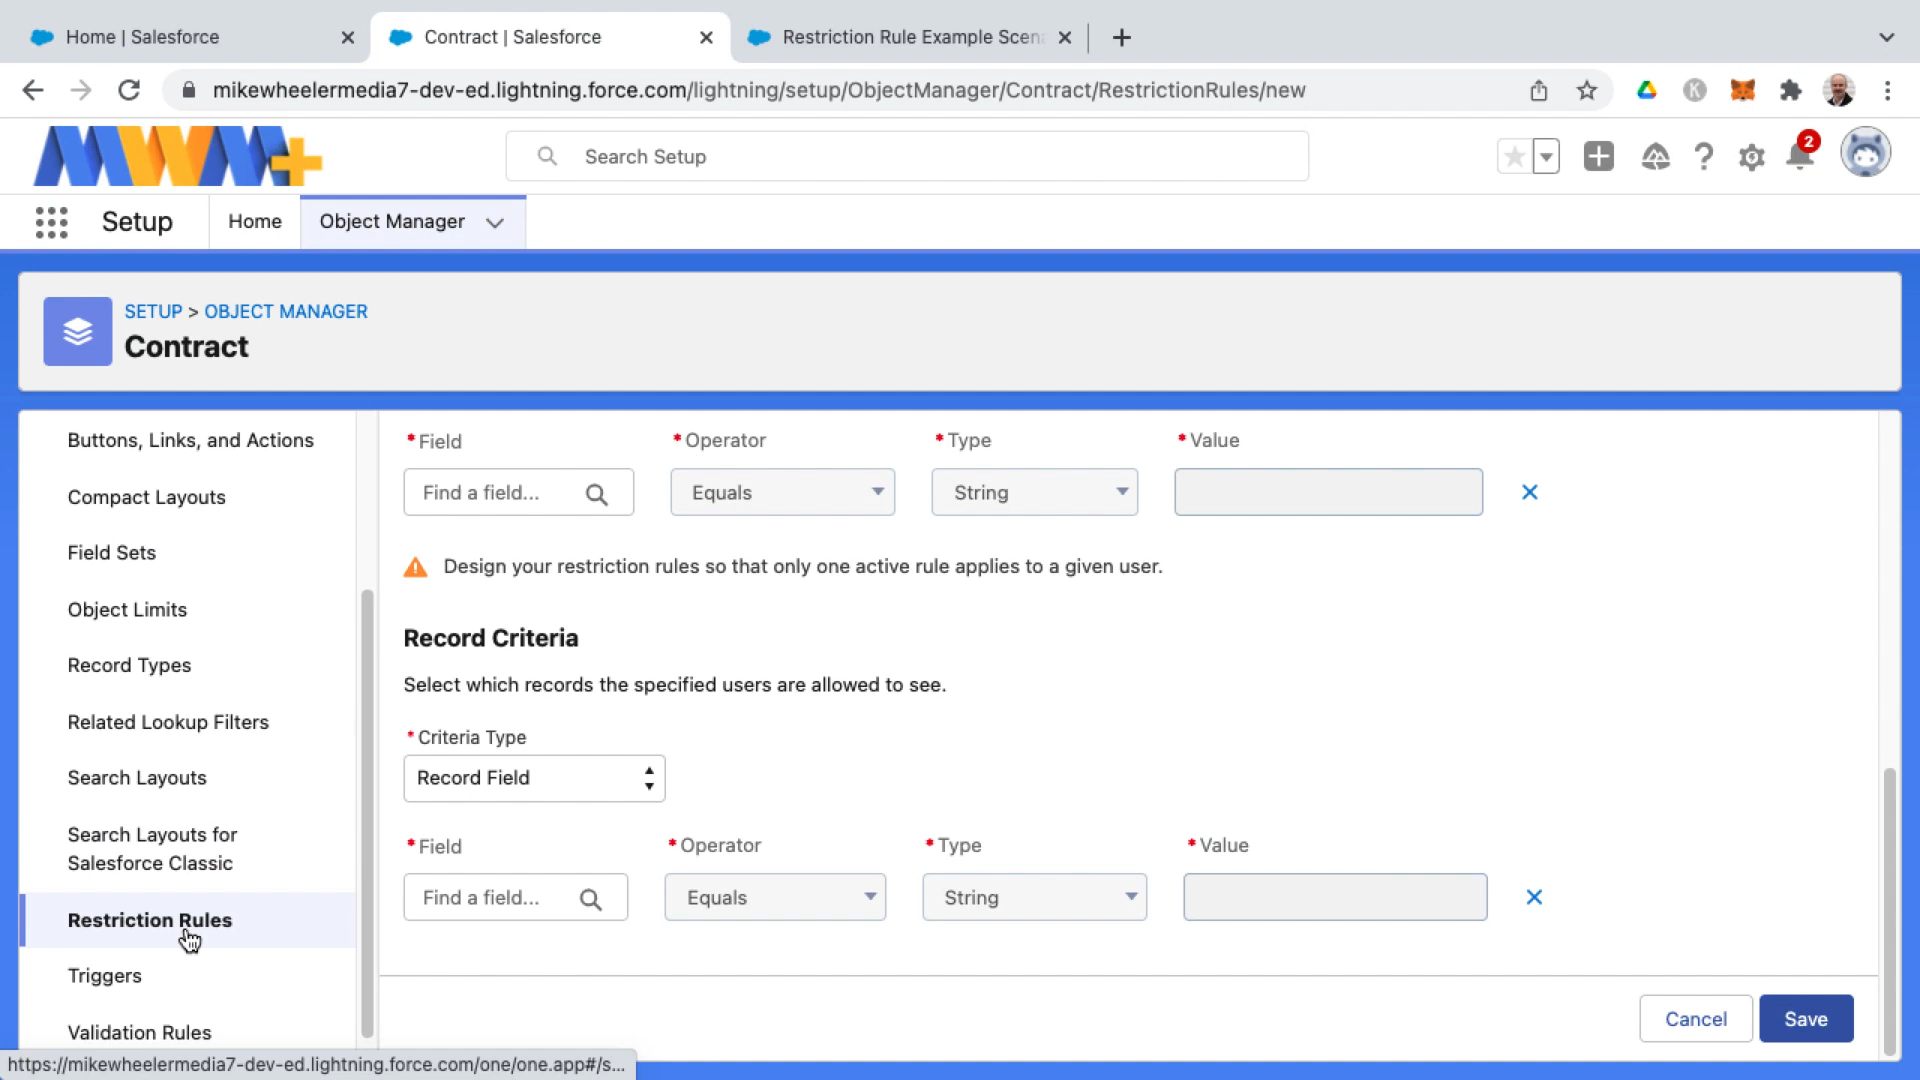 Home | Salesforce
Contract | Salesforce
Restriction Rule Example Scen
mikewheelermedia7-dev-ed.lightning.force.com/lightning/setup/ObjectManager/Contract/RestrictionRules/new
K
MWM+
Search Setup
2
Setup
Home
Object Manager
SETUP > OBJECT MANAGER
Contract
Buttons, Links, and Actions
Compact Layouts
Field Sets
Object Limits
Record Types
Related Lookup Filters
Search Layouts
Search Layouts for
Salesforce Classic
Restriction Rules
Triggers
Validation Rules
* Field
* Operator
* Type
* Value
Find a field...
Equals
String
Design your restriction rules so that only one active rule applies to a given user.
Record Criteria
Select which records the specified users are allowed to see.
* Criteria Type
Record Field
* Field
* Operator
* Type
* Value
Find a field...
Equals
String
Cancel
Save
https://mikewheelermedia7-dev-ed.lightning.force.com/one/one.app#/s...